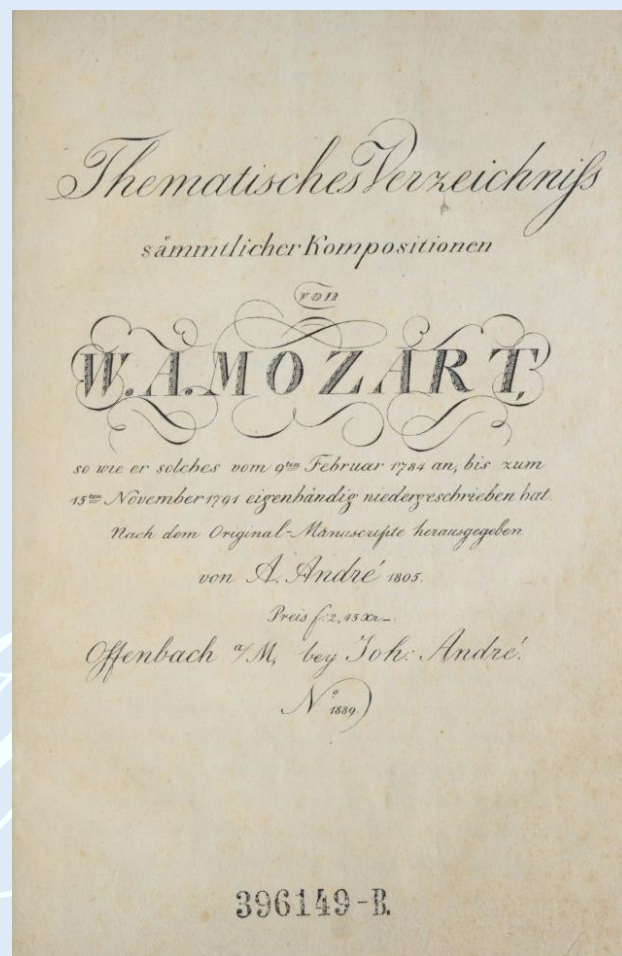 Thematisches Verzeichniß
sämmtlicher Kompositionen
von
W. A. MOZART,
so wie er solches vom 9ten Februar 1784 an, bis zum
15ten November 1791 eigenhändig niedergeschrieben hat.
Nach dem Original-Manuscripte herausgegeben
von A. André 1805.
Preis f: 2, 45 Xr.
Offenbach a/M, bey Joh: André.
No 1889.)
396149-B.